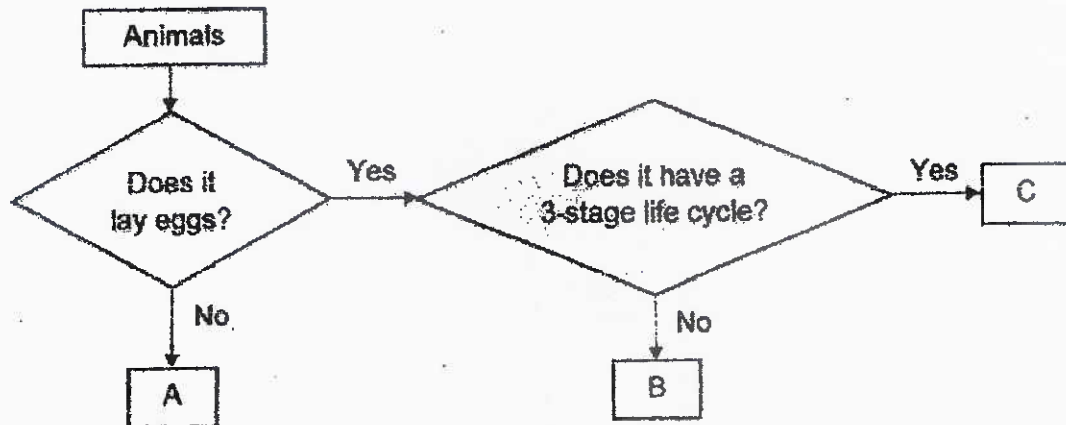 Animals
Does it
lay eggs?
Yes
Does it have a
3-stage life cycle?
Yes
C
No
A
No
B